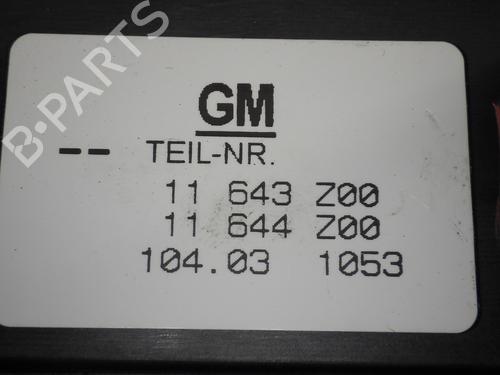 GM
-- TEIL-NR.
11 643 Z00
11 644 Z00
104.03 1053
B-PARTS